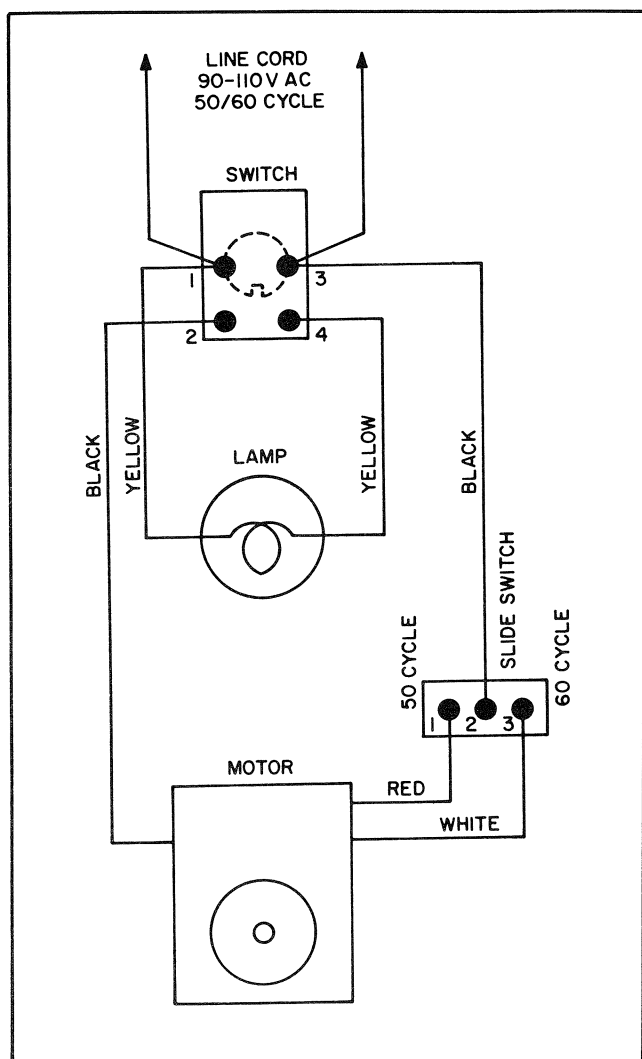 LINE CORD
90-110V AC
50/60 CYCLE
SWITCH
1
3
2
4
BLACK
YELLOW
LAMP
YELLOW
BLACK
50 CYCLE
SLIDE SWITCH
60 CYCLE
1
2
3
MOTOR
RED
WHITE